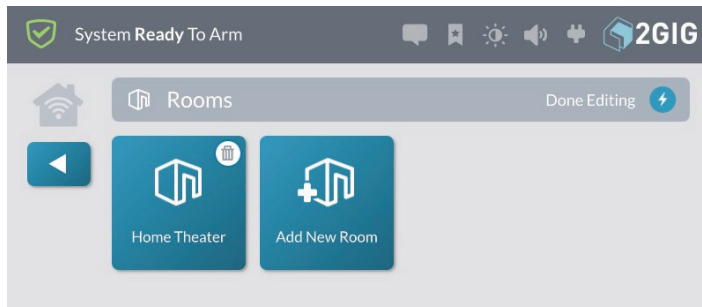 System Ready To Arm
2GIG
Rooms
Done Editing
Home Theater
Add New Room